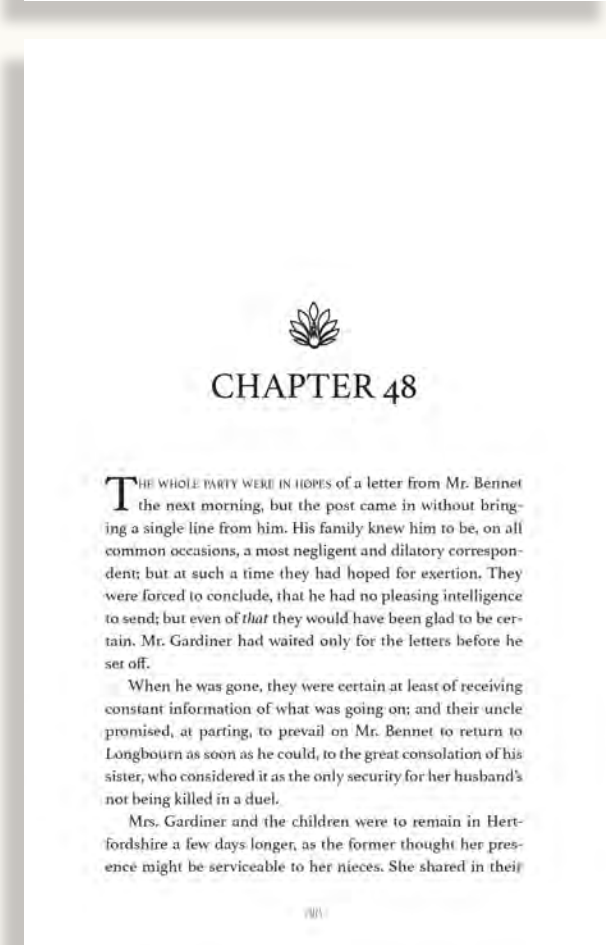 CHAPTER 48
THE WHOLE PARTY WERE IN HOPES of a letter from Mr. Bennet
the next morning, but the post came in without bring-
ing a single line from him. His family knew him to be, on all
common occasions, a most negligent and dilatory correspon-
dent; but at such a time they had hoped for exertion. They
were forced to conclude, that he had no pleasing intelligence
to send; but even of that they would have been glad to be cer-
tain. Mr. Gardiner had waited only for the letters before he
set off.
When he was gone, they were certain at least of receiving
constant information of what was going on; and their uncle
promised, at parting, to prevail on Mr. Bennet to return to
Longbourn as soon as he could, to the great consolation of his
sister, who considered it as the only security for her husband's
not being killed in a duel.
Mrs. Gardiner and the children were to remain in Hert-
fordshire a few days longer, as the former thought her pres-
ence might be serviceable to her nieces. She shared in their